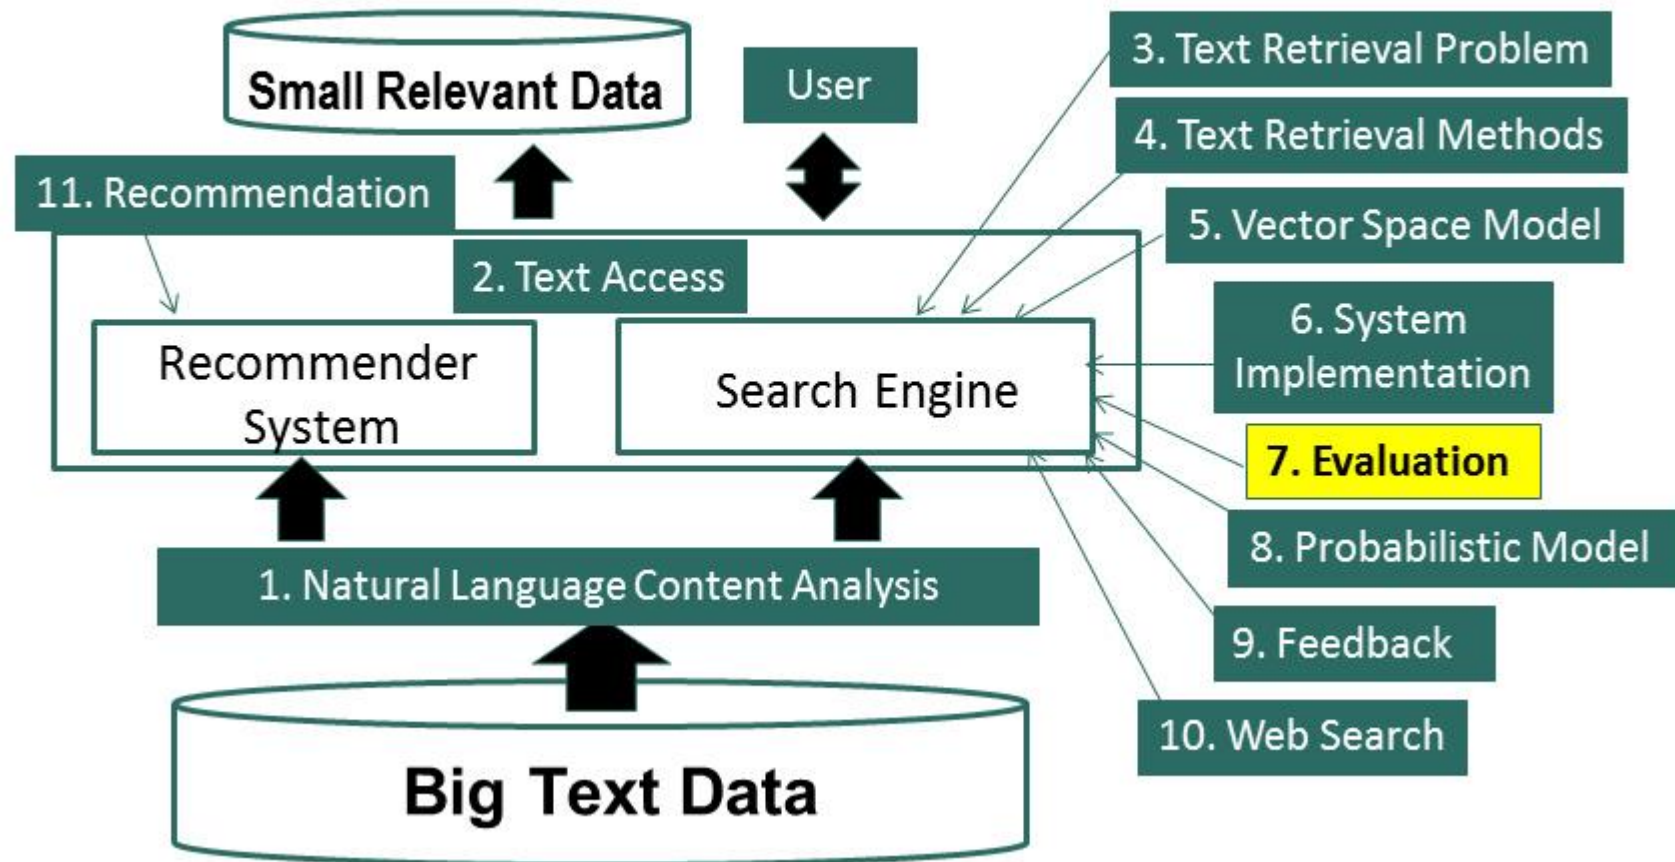 Small Relevant Data
User
3. Text Retrieval Problem
4. Text Retrieval Methods
11. Recommendation
5. Vector Space Model
2. Text Access
6. System
Implementation
Recommender
System
Search Engine
7. Evaluation
8. Probabilistic Model
1. Natural Language Content Analysis
9. Feedback
10. Web Search
Big Text Data